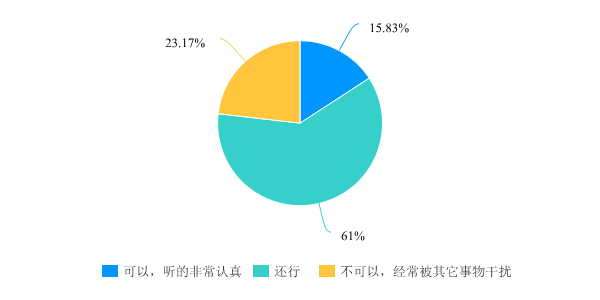 15.83%
23.17%
61%
可以，听的非常认真 还行 不可以，经常被其它事物干扰